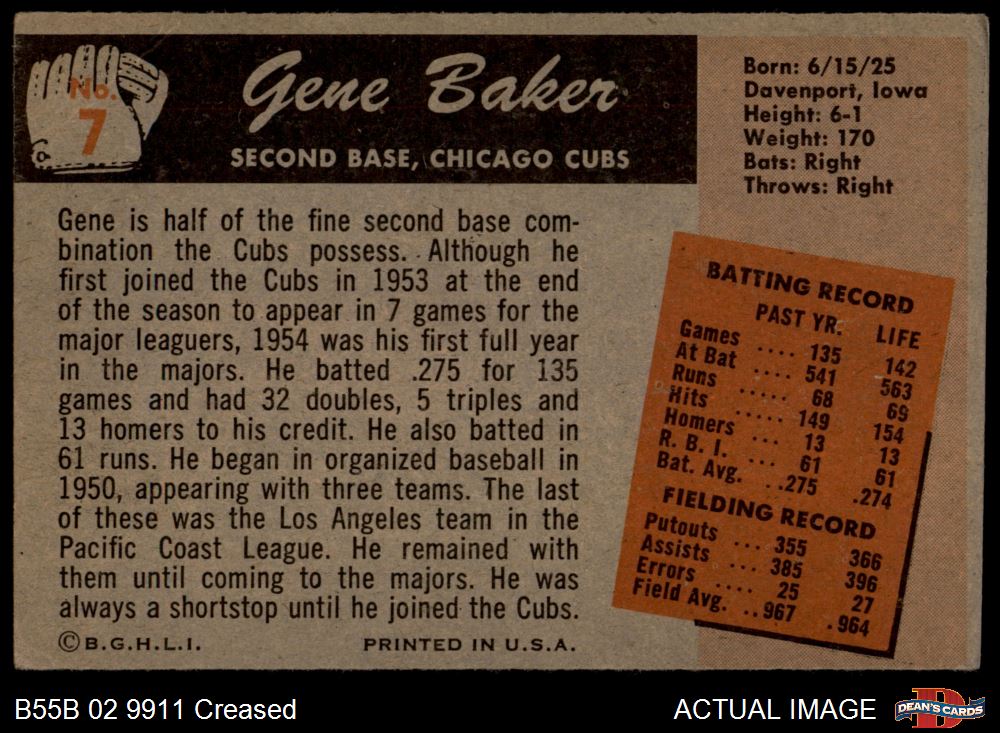 No.
7
Gene Baker
SECOND BASE, CHICAGO CUBS
Born: 6/15/25
Davenport, Iowa
Height: 6-1
Weight: 170
Bats: Right
Throws: Right
Gene is half of the fine second base com-
bination the Cubs possess. Although he
first joined the Cubs in 1953 at the end
of the season to appear in 7 games for the
major leaguers, 1954 was his first full year
in the majors. He batted .275 for 135
games and had 32 doubles, 5 triples and
13 homers to his credit. He also batted in
61 runs. He began in organized baseball in
1950, appearing with three teams. The last
of these was the Los Angeles team in the
Pacific Coast League. He remained with
them until coming to the majors. He was
always a shortstop until he joined the Cubs.
© B.G.H.L.I. PRINTED IN U.S.A.
BATTING RECORD
PAST YR. LIFE
Games .... 135 142
At Bat .... 541 563
Runs ..... 68 69
Hits ..... 149 154
Homers ... 13 13
R. B. I. ... 61 61
Bat. Avg. ..275 .274
FIELDING RECORD
Putouts ... 355 366
Assists ... 385 396
Errors .... 25 27
Field Avg. ..967 .964
B55B 02 9911 Creased
ACTUAL IMAGE
D
DEAN'S CARDS